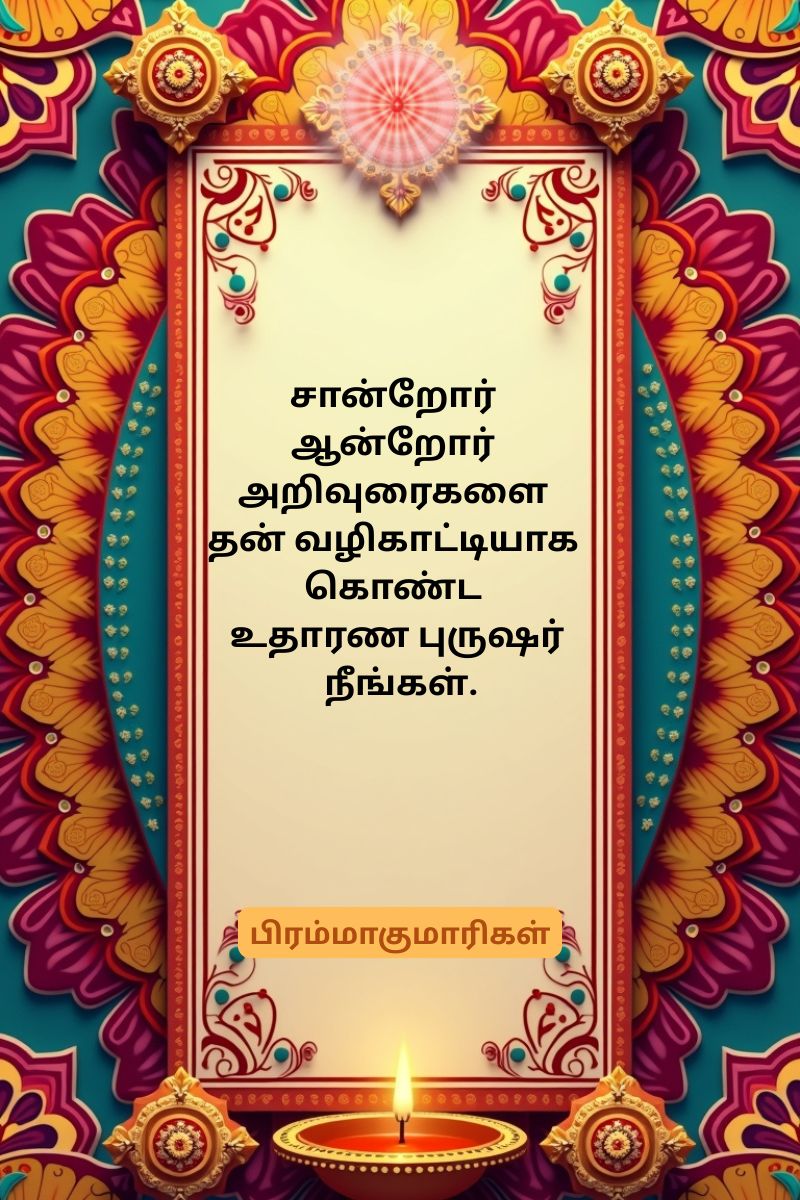 சான்றோர்
ஆன்றோர்
அறிவுரைகளை
தன் வழிகாட்டியாக
கொண்ட
உதாரண புருஷர்
நீங்கள்.
பிரம்மாகுமாரிகள்